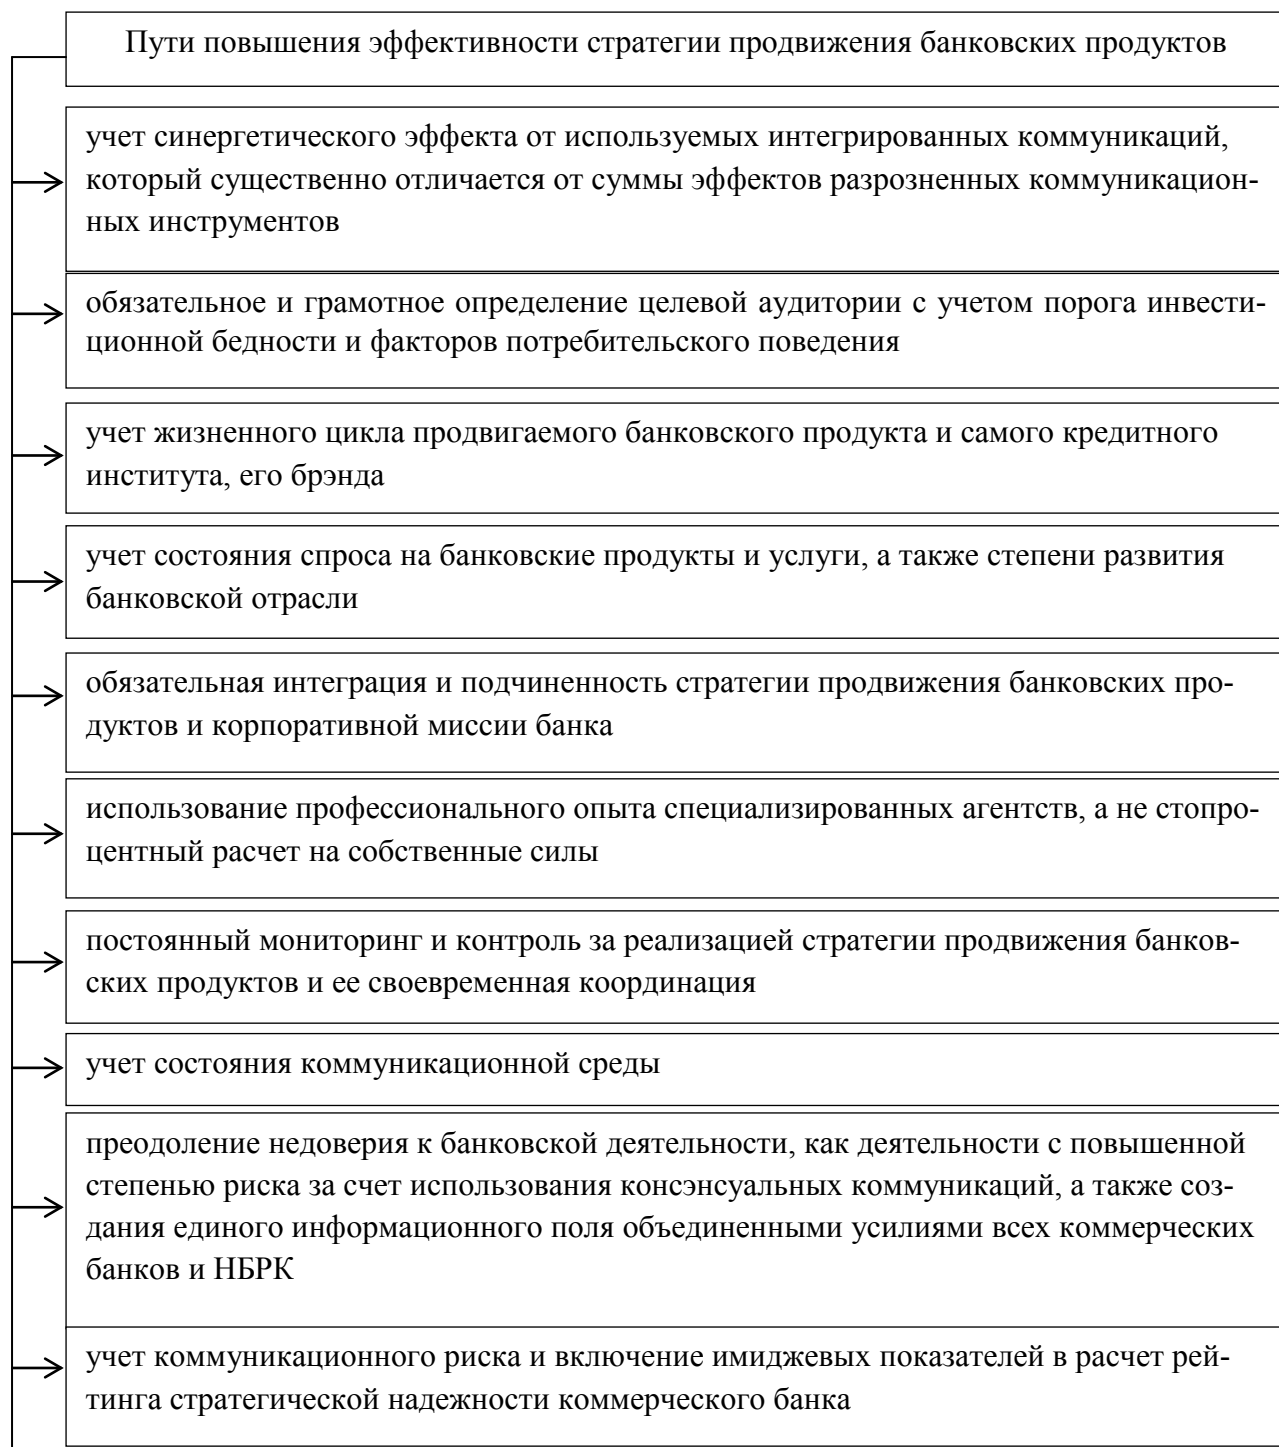 Пути повышения эффективности стратегии продвижения банковских продуктов
учет синергетического эффекта от используемых интегрированных коммуникаций,
который существенно отличается от суммы эффектов разрозненных коммуникацион-
ных инструментов
обязательное и грамотное определение целевой аудитории с учетом порога инвести-
ционной бедности и факторов потребительского поведения
учет жизненного цикла продвигаемого банковского продукта и самого кредитного
института, его брэнда
учет состояния спроса на банковские продукты и услуги, а также степени развития
банковской отрасли
обязательная интеграция и подчиненность стратегии продвижения банковских про-
дуктов и корпоративной миссии банка
использование профессионального опыта специализированных агентств, а не стопро-
центный расчет на собственные силы
постоянный мониторинг и контроль за реализацией стратегии продвижения банков-
ских продуктов и ее своевременная координация
учет состояния коммуникационной среды
преодоление недоверия к банковской деятельности, как деятельности с повышенной
степенью риска за счет использования консэнсуальных коммуникаций, а также соз-
дания единого информационного поля объединенными усилиями всех коммерческих
банков и НБРК
учет коммуникационного риска и включение имиджевых показателей в расчет рей-
тинга стратегической надежности коммерческого банка